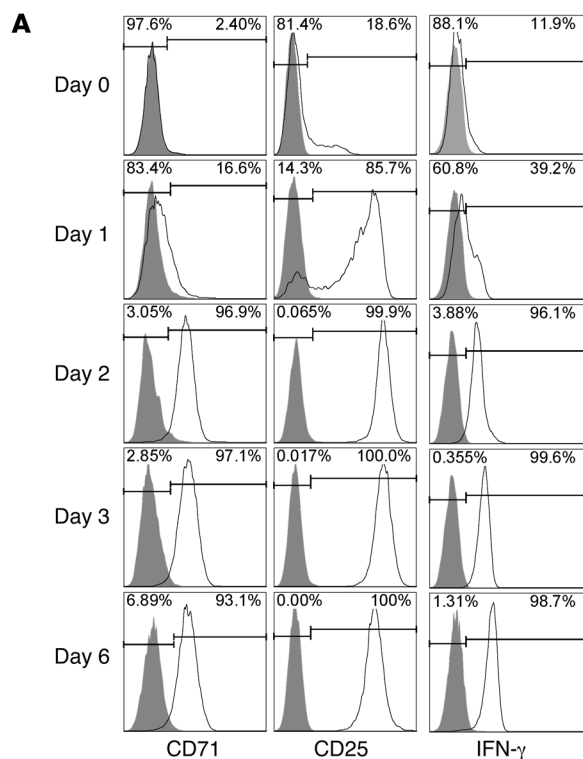 A
97.6% 2.40% 81.4% 18.6% 88.1% 11.9%
Day 0
83.4% 16.6% 14.3% 85.7% 60.8% 39.2%
Day 1
3.05% 96.9% 0.065% 99.9% 3.88% 96.1%
Day 2
2.85% 97.1% 0.017% 100.0% 0.355% 99.6%
Day 3
6.89% 93.1% 0.00% 100% 1.31% 98.7%
Day 6
CD71 CD25 IFN-γ